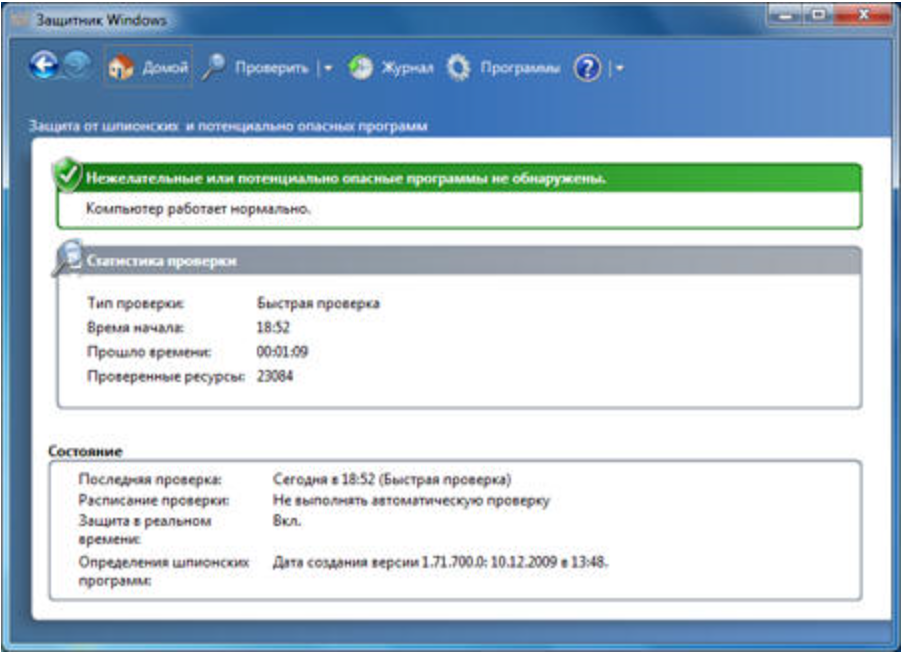 Защитник Windows
Домой Проверить Журнал Программы ?
Защита от шпионских и потенциально опасных программ
Нежелательные или потенциально опасные программы не обнаружены.
Компьютер работает нормально.
Статистика проверки
Тип проверки: Быстрая проверка
Время начала: 18:52
Прошло времени: 00:01:09
Проверенные ресурсы: 23084
Состояние
Последняя проверка: Сегодня в 18:52 (Быстрая проверка)
Расписание проверки: Не выполнять автоматическую проверку
Защита в реальном Вкл.
времени:
Определения шпионских Дата создания версии 1.71.700.0: 10.12.2009 в 13:48.
программ: